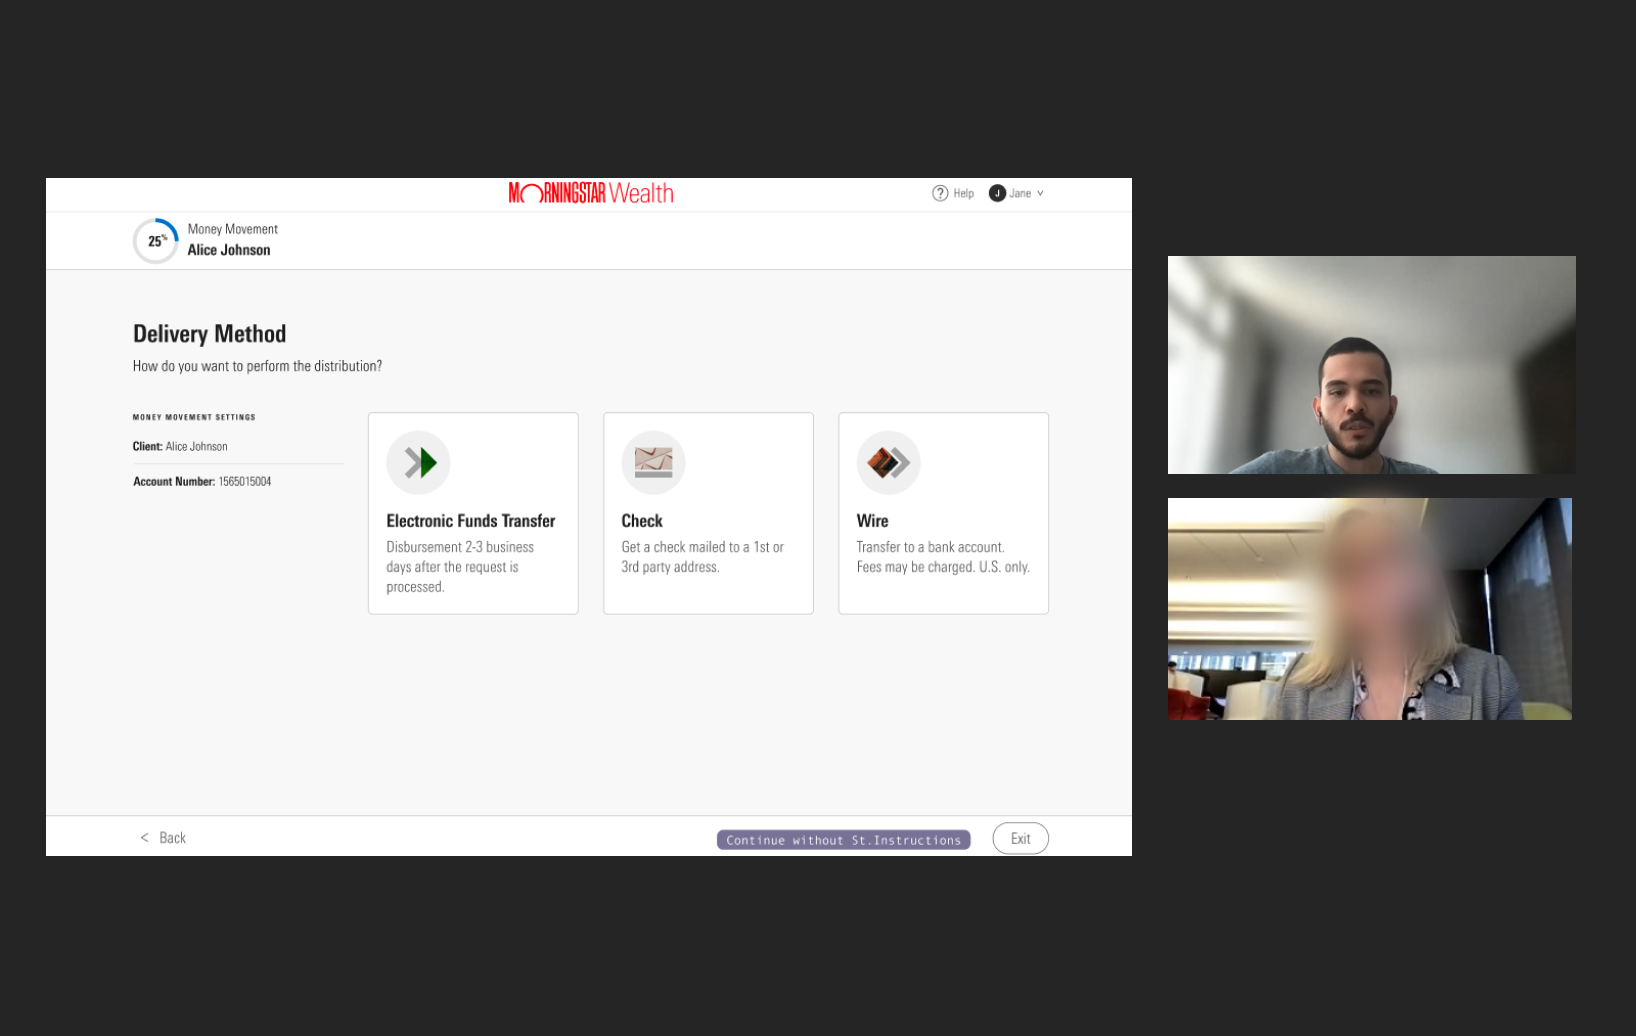 MORNINGSTAR Wealth
? Help J Jane
25% Money Movement
Alice Johnson
Delivery Method
How do you want to perform the distribution?
MONEY MOVEMENT SETTINGS
Client: Alice Johnson
Account Number: 1565015004
Electronic Funds Transfer
Disbursement 2-3 business
days after the request is
processed.
Check
Get a check mailed to a 1st or
3rd party address.
Wire
Transfer to a bank account.
Fees may be charged. U.S. only.
< Back
Continue without St.Instructions
Exit